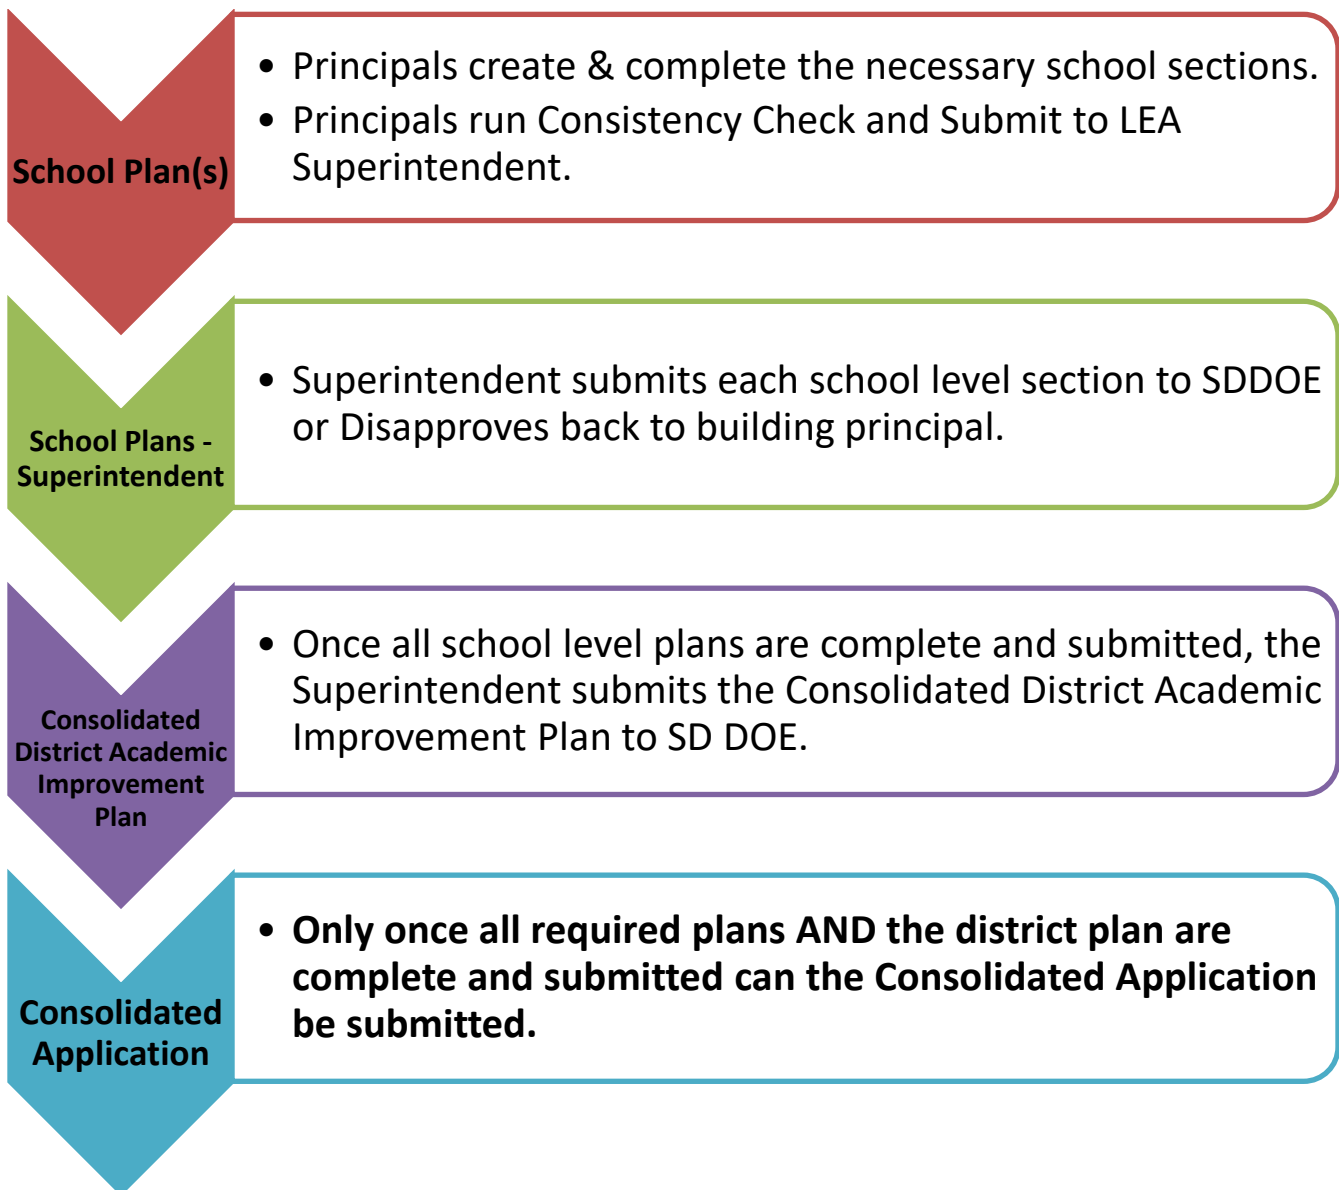 School Plan(s)
• Principals create & complete the necessary school sections.
• Principals run Consistency Check and Submit to LEA
Superintendent.
School Plans -
Superintendent
• Superintendent submits each school level section to SDDOE
or Disapproves back to building principal.
Consolidated
District Academic
Improvement
Plan
• Once all school level plans are complete and submitted, the
Superintendent submits the Consolidated District Academic
Improvement Plan to SD DOE.
Consolidated
Application
• Only once all required plans AND the district plan are
complete and submitted can the Consolidated Application
be submitted.